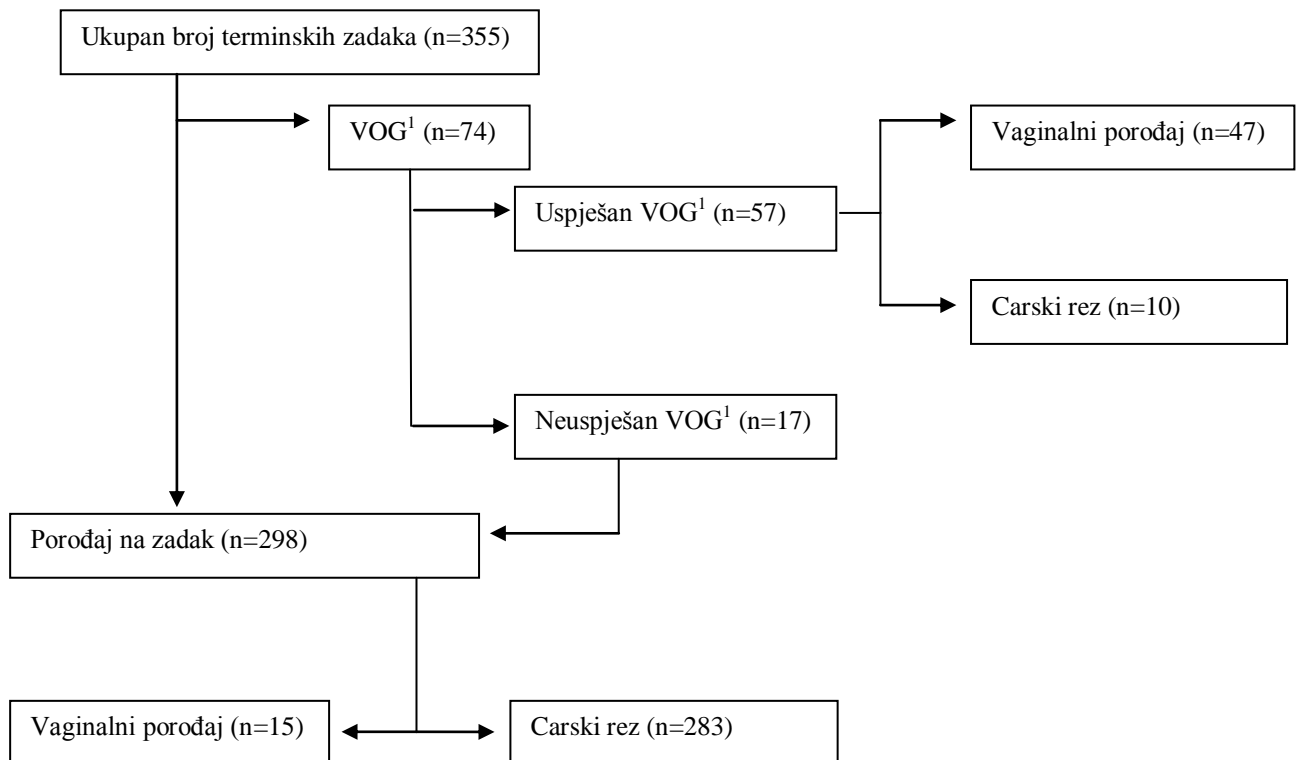 Ukupan broj terminskih zadaka (n=355)
VOG¹ (n=74)
Vaginalni porođaj (n=47)
Uspješan VOG¹ (n=57)
Carski rez (n=10)
Neuspješan VOG¹ (n=17)
Porođaj na zadak (n=298)
Vaginalni porođaj (n=15)
Carski rez (n=283)